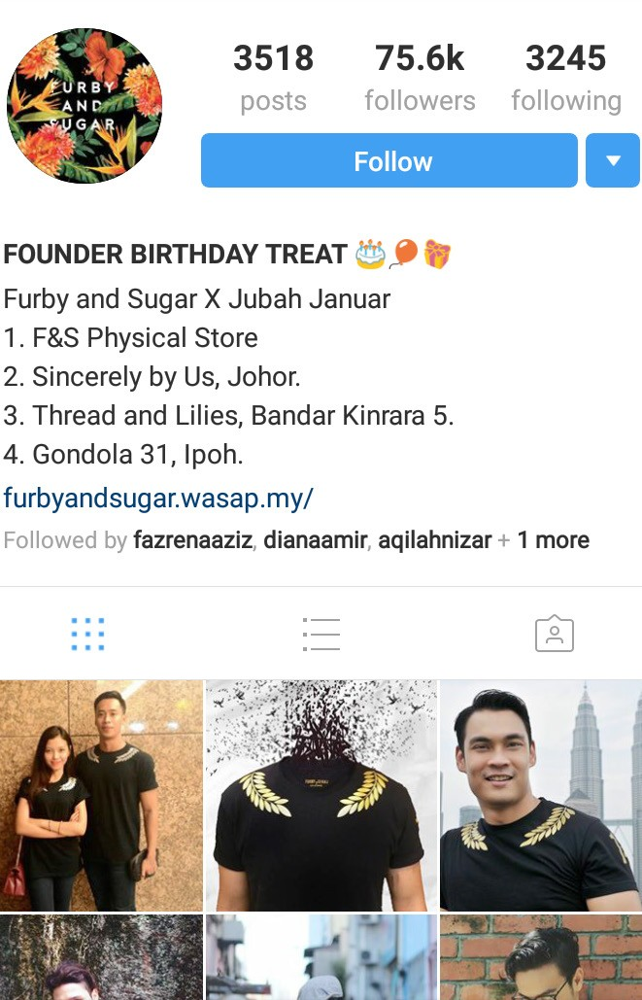 FURBY
AND
SUGAR
3518 75.6k 3245
posts followers following
Follow
FOUNDER BIRTHDAY TREAT 🎂🎈🎁
Furby and Sugar X Jubah Januar
1. F&S Physical Store
2. Sincerely by Us, Johor.
3. Thread and Lilies, Bandar Kinrara 5.
4. Gondola 31, Ipoh.
furbyandsugar.wasap.my/
Followed by fazrenaaziz, dianaamir, aqilahnizar + 1 more